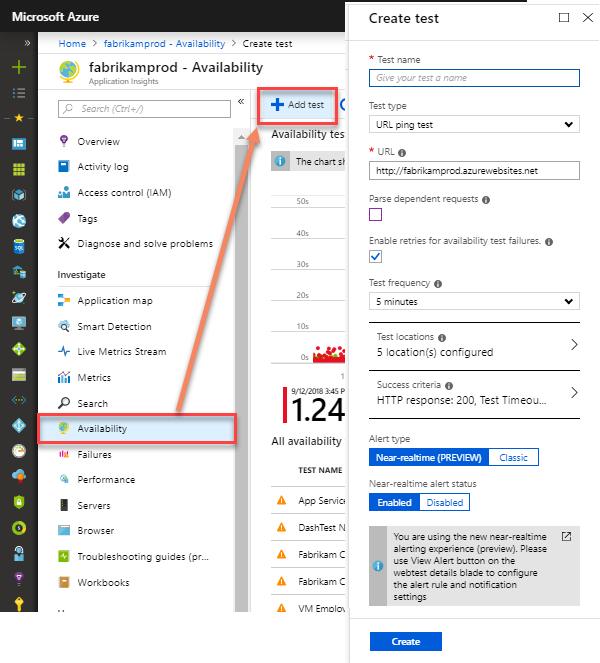 Microsoft Azure
»
Home > fabrikamprod - Availability > Create test
fabrikamprod - Availability
Application Insights
Search (Ctrl+/)
«
Overview
Activity log
Access control (IAM)
Tags
Diagnose and solve problems
Investigate
Application map
Smart Detection
Live Metrics Stream
Metrics
Search
Availability
Failures
Performance
Servers
Browser
Troubleshooting guides (pr...
Workbooks
Add test
Availability tes
The chart sh
50s
40s
30s
20s
10s
0s
1
9/12/2018 3:45 P
1.24
All availability
TEST NAME
App Service
DashTest N
Fabrikam C
Fabrikam C
VM Employ
Create test
* Test name
Give your test a name
Test type
URL ping test
* URL
http://fabrikamprod.azurewebsites.net
Parse dependent requests
Enable retries for availability test failures.
Test frequency
5 minutes
Test locations
5 location(s) configured
Success criteria
HTTP response: 200, Test Timeou...
Alert type
Near-realtime (PREVIEW) Classic
Near-realtime alert status
Enabled Disabled
You are using the new near-realtime
alerting experience (preview). Please
use View Alert button on the
webtest details blade to configure
the alert rule and notification
settings
Create